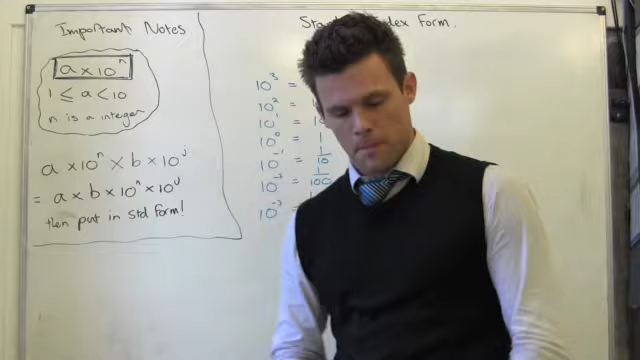 Important Notes
a x 10^n
1 ≤ a < 10
n is a integer
a x 10^n x b x 10^j
= a x b x 10^n x 10^j
then put in std form!
Index Form.
10^3 =
10^2 =
10^1 = 10
10^0 = 1
10^-1 = 1/10
10^-2 = 1/100
10^-3 =